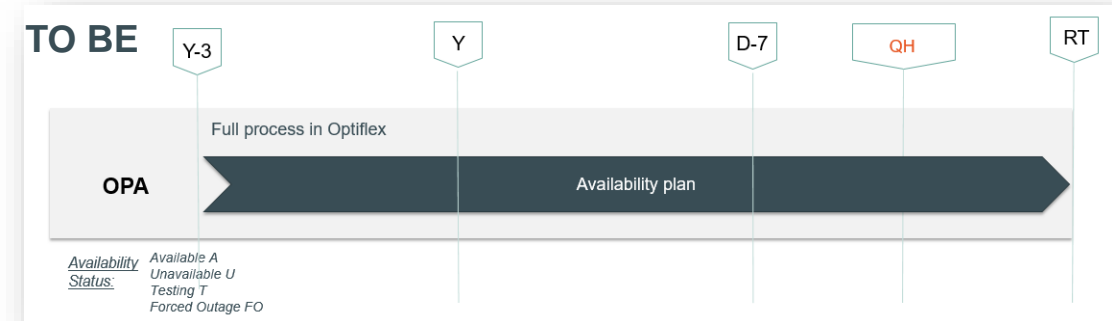 TO BE
Y-3
Y
D-7
QH
RT
Full process in Optiflex
OPA
Availability plan
Availability
Status:
Available A
Unavailable U
Testing T
Forced Outage FO